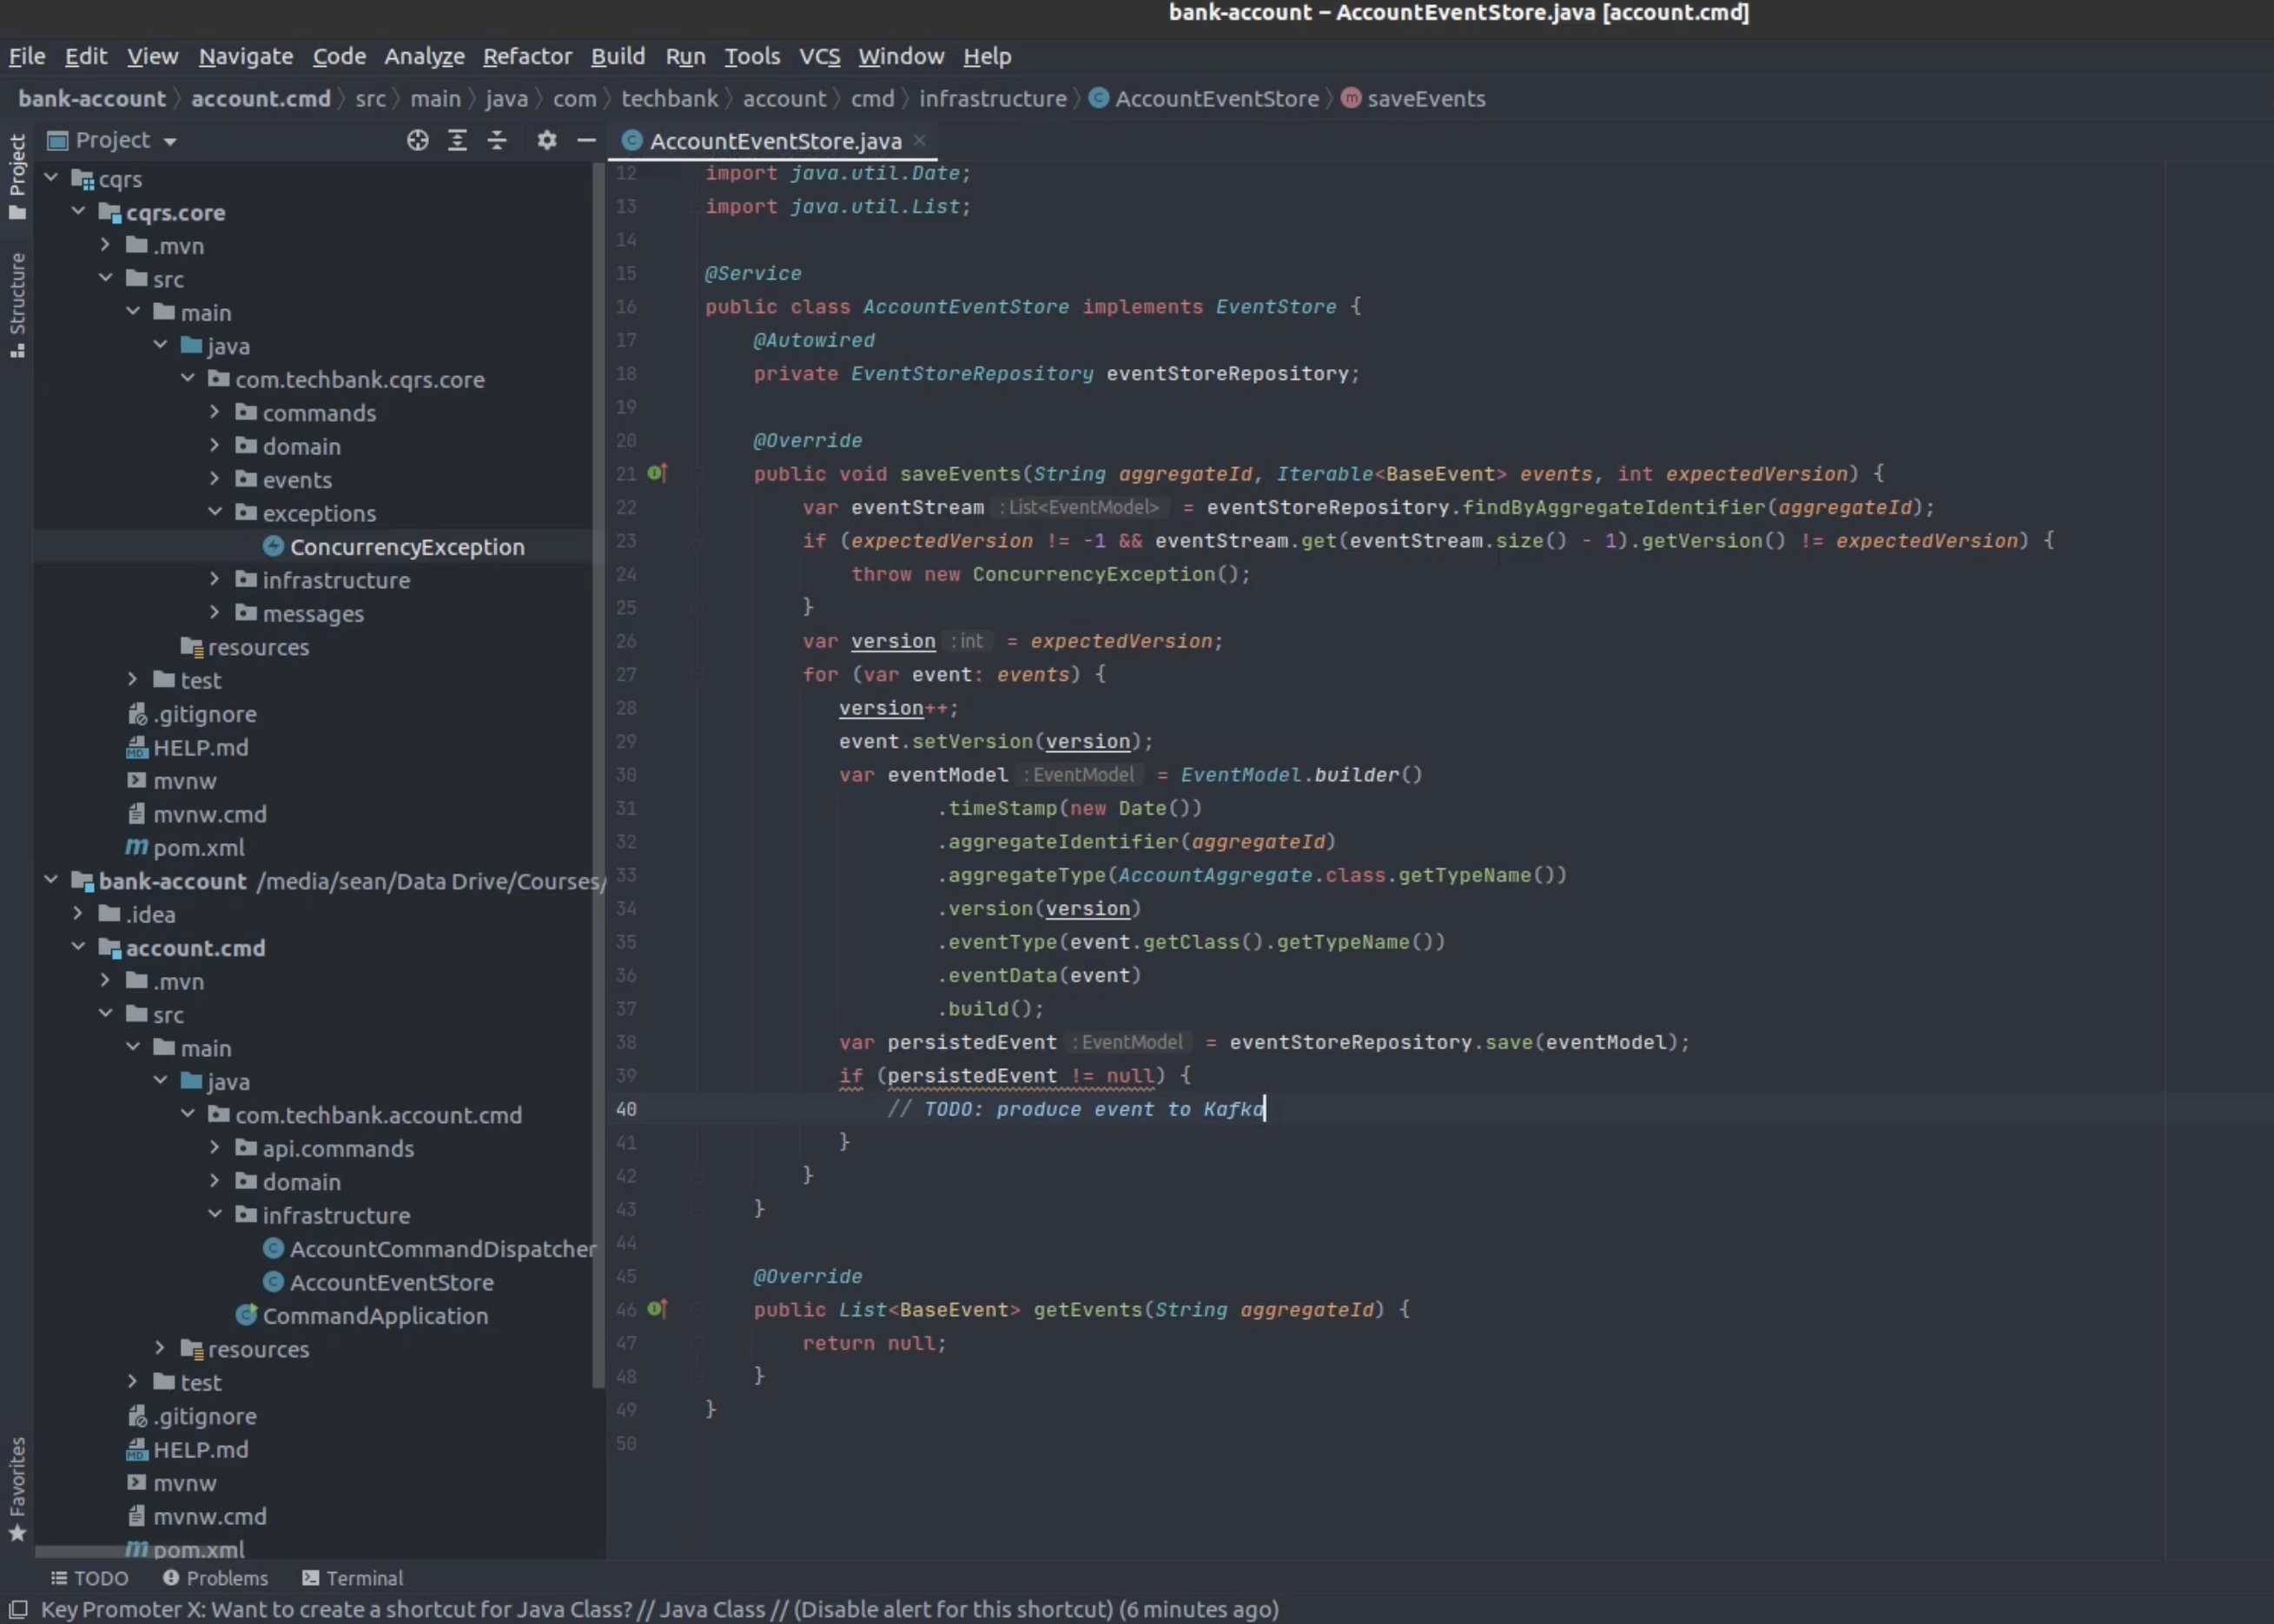 bank-account – AccountEventStore.java [account.cmd]
File Edit View Navigate Code Analyze Refactor Build Run Tools VCS Window Help
bank-account account.cmd src main java com techbank account cmd infrastructure AccountEventStore saveEvents
Project
Structure
Favorites
Project
cqrs
cqrs.core
.mvn
src
main
java
com.techbank.cqrs.core
commands
domain
events
exceptions
ConcurrencyException
infrastructure
messages
resources
test
.gitignore
HELP.md
mvnw
mvnw.cmd
pom.xml
bank-account /media/sean/Data Drive/Courses/
.idea
account.cmd
.mvn
src
main
java
com.techbank.account.cmd
api.commands
domain
infrastructure
AccountCommandDispatcher
AccountEventStore
CommandApplication
resources
test
.gitignore
HELP.md
mvnw
mvnw.cmd
pom.xml
AccountEventStore.java
12 import java.util.Date;
13 import java.util.List;
14
15 @Service
16 public class AccountEventStore implements EventStore {
17 @Autowired
18 private EventStoreRepository eventStoreRepository;
19
20 @Override
21 public void saveEvents(String aggregateId, Iterable<BaseEvent> events, int expectedVersion) {
22 var eventStream : List<EventModel> = eventStoreRepository.findByAggregateIdentifier(aggregateId);
23 if (expectedVersion != -1 && eventStream.get(eventStream.size() - 1).getVersion() != expectedVersion) {
24 throw new ConcurrencyException();
25 }
26 var version : int = expectedVersion;
27 for (var event: events) {
28 version++;
29 event.setVersion(version);
30 var eventModel : EventModel = EventModel.builder()
31 .timeStamp(new Date())
32 .aggregateIdentifier(aggregateId)
33 .aggregateType(AccountAggregate.class.getTypeName())
34 .version(version)
35 .eventType(event.getClass().getTypeName())
36 .eventData(event)
37 .build();
38 var persistedEvent : EventModel = eventStoreRepository.save(eventModel);
39 if (persistedEvent != null) {
40 // TODO: produce event to Kafka
41 }
42 }
43 }
44
45 @Override
46 public List<BaseEvent> getEvents(String aggregateId) {
47 return null;
48 }
49 }
50
TODO Problems Terminal
Key Promoter X: Want to create a shortcut for Java Class? // Java Class // (Disable alert for this shortcut) (6 minutes ago)